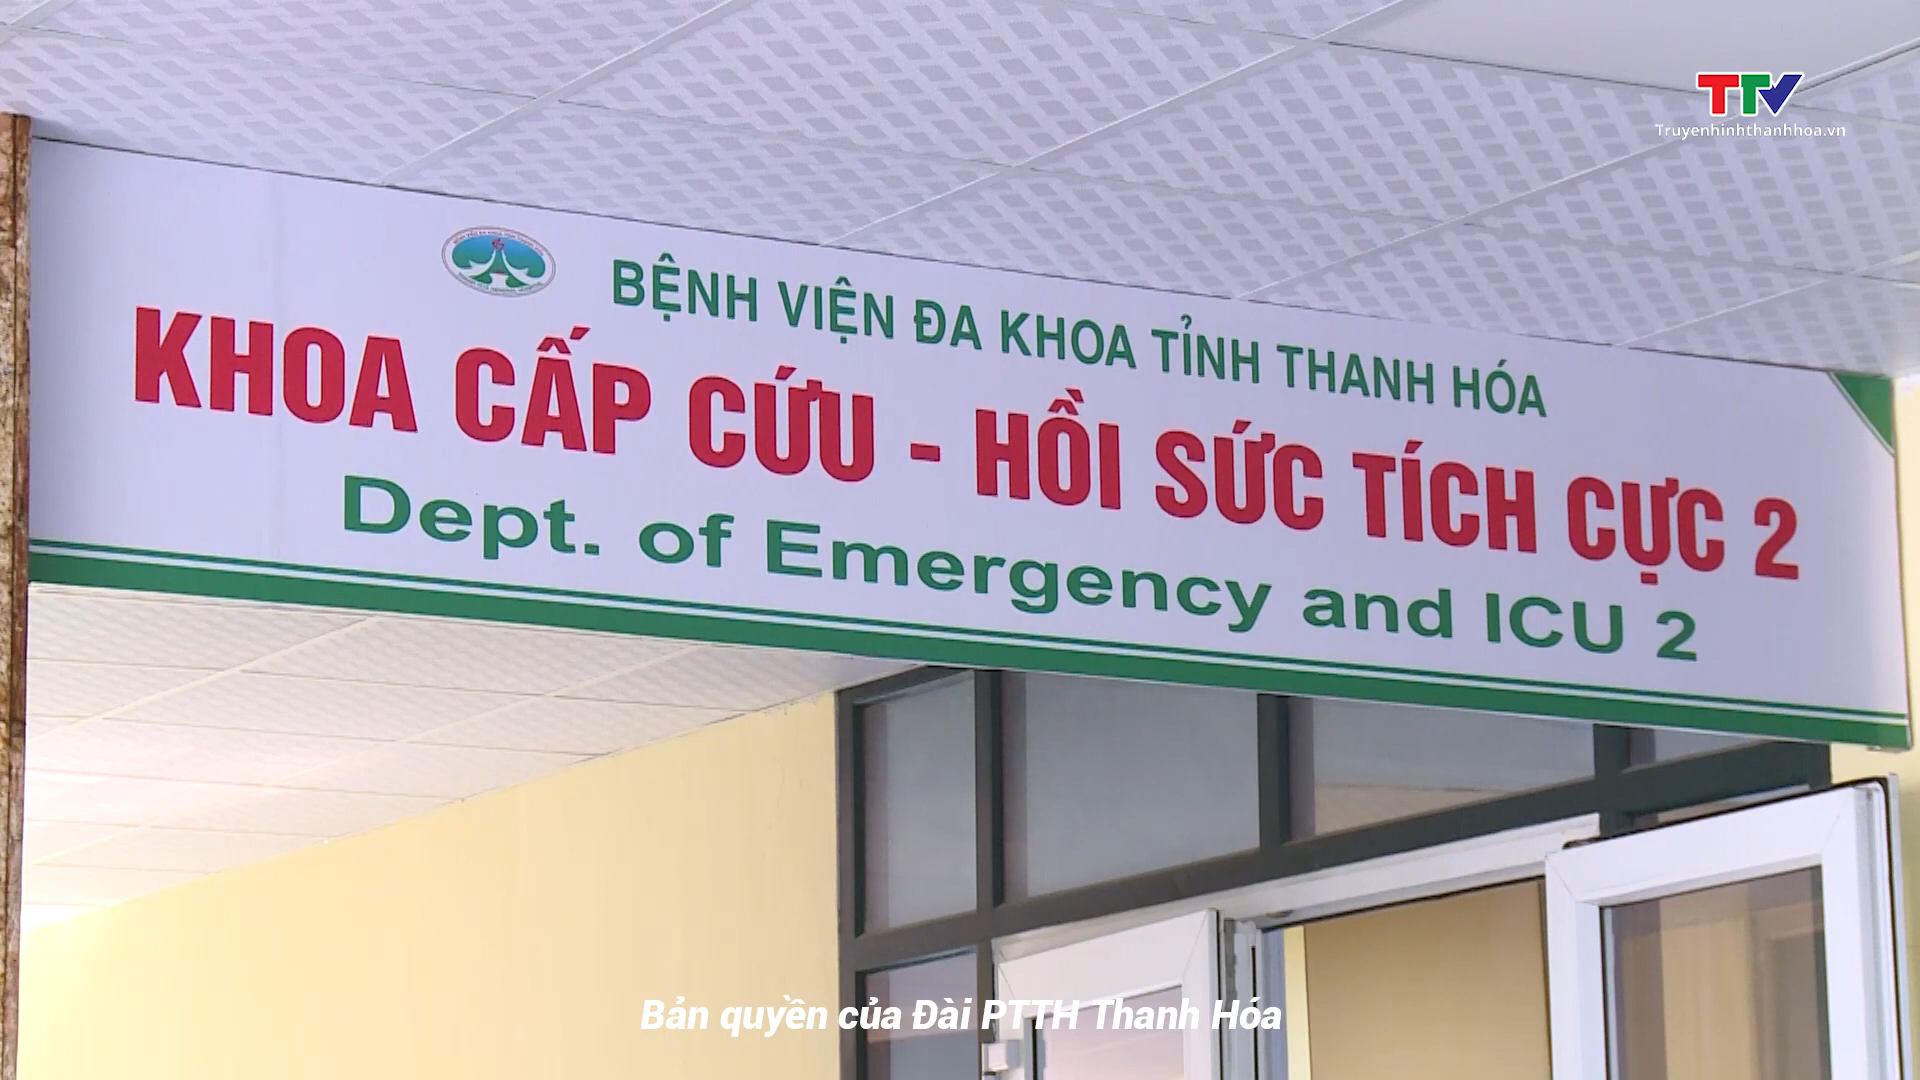 TTV
Truyenhinhthanhhoa.vn
BỆNH VIỆN ĐA KHOA TỈNH THANH HÓA
KHOA CẤP CỨU - HỒI SỨC TÍCH CỰC 2
Dept. of Emergency and ICU 2
Bản quyền của Đài PTTH Thanh Hóa